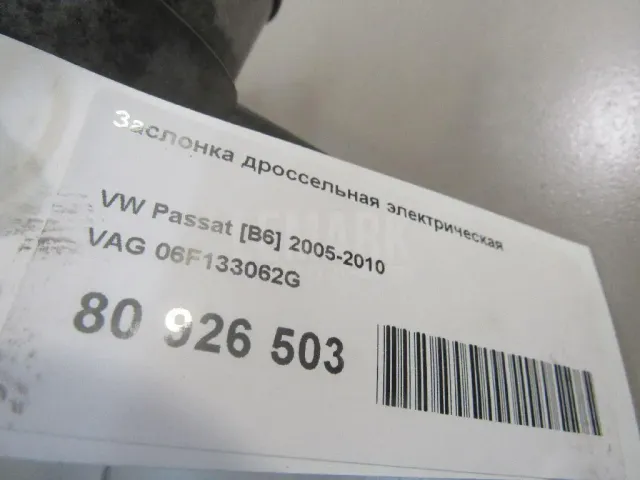 Заслонка дроссельная электрическая
VW Passat [B6] 2005-2010
VAG 06F133062G
80 926 503